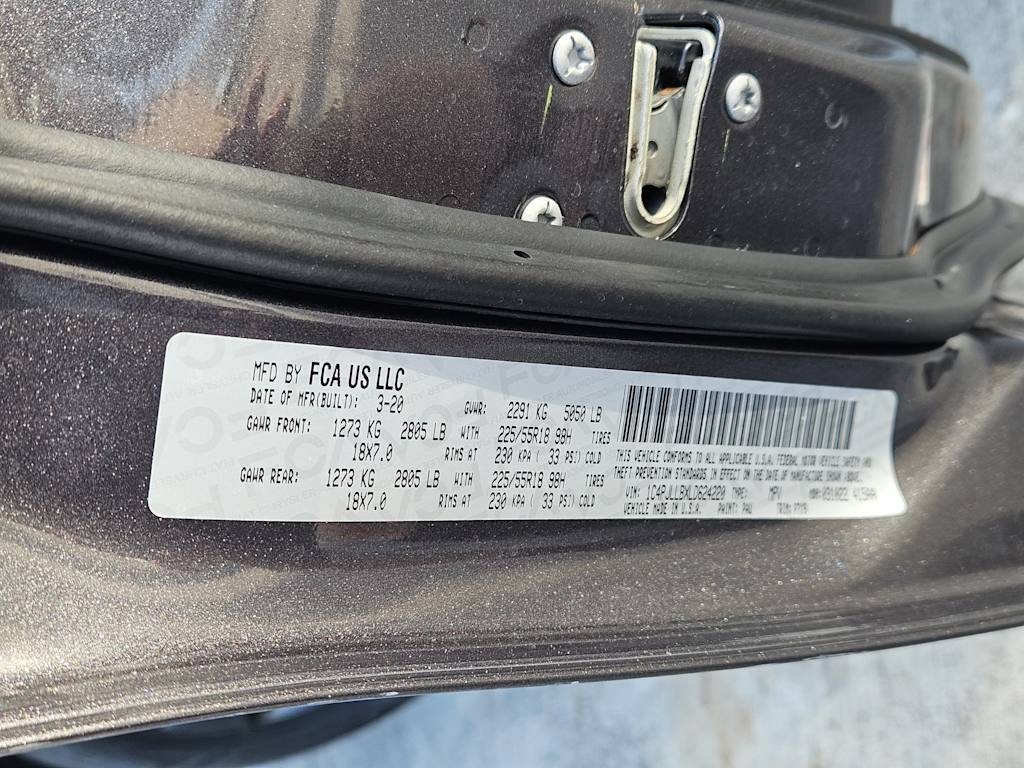 MFD BY FCA US LLC
DATE OF MFR(BUILT): 3-20 GVWR: 2291 KG 5050 LB
GAWR FRONT: 1273 KG 2805 LB WITH 225/55R18 98H TIRES
18X7.0 RIMS AT 230 KPA ( 33 PSI) COLD
GAWR REAR: 1273 KG 2805 LB WITH 225/55R18 98H TIRES
18X7.0 RIMS AT 230 KPA ( 33 PSI) COLD
THIS VEHICLE CONFORMS TO ALL APPLICABLE U.S.A. FEDERAL MOTOR VEHICLE SAFETY AND
THEFT PREVENTION STANDARDS IN EFFECT ON THE DATE OF MANUFACTURE SHOWN ABOVE.
VIN: 1C4PJLLBXLD624220 TYPE: MPV
VEHICLE MADE IN U.S.A. PAINT: PAU TRIM: